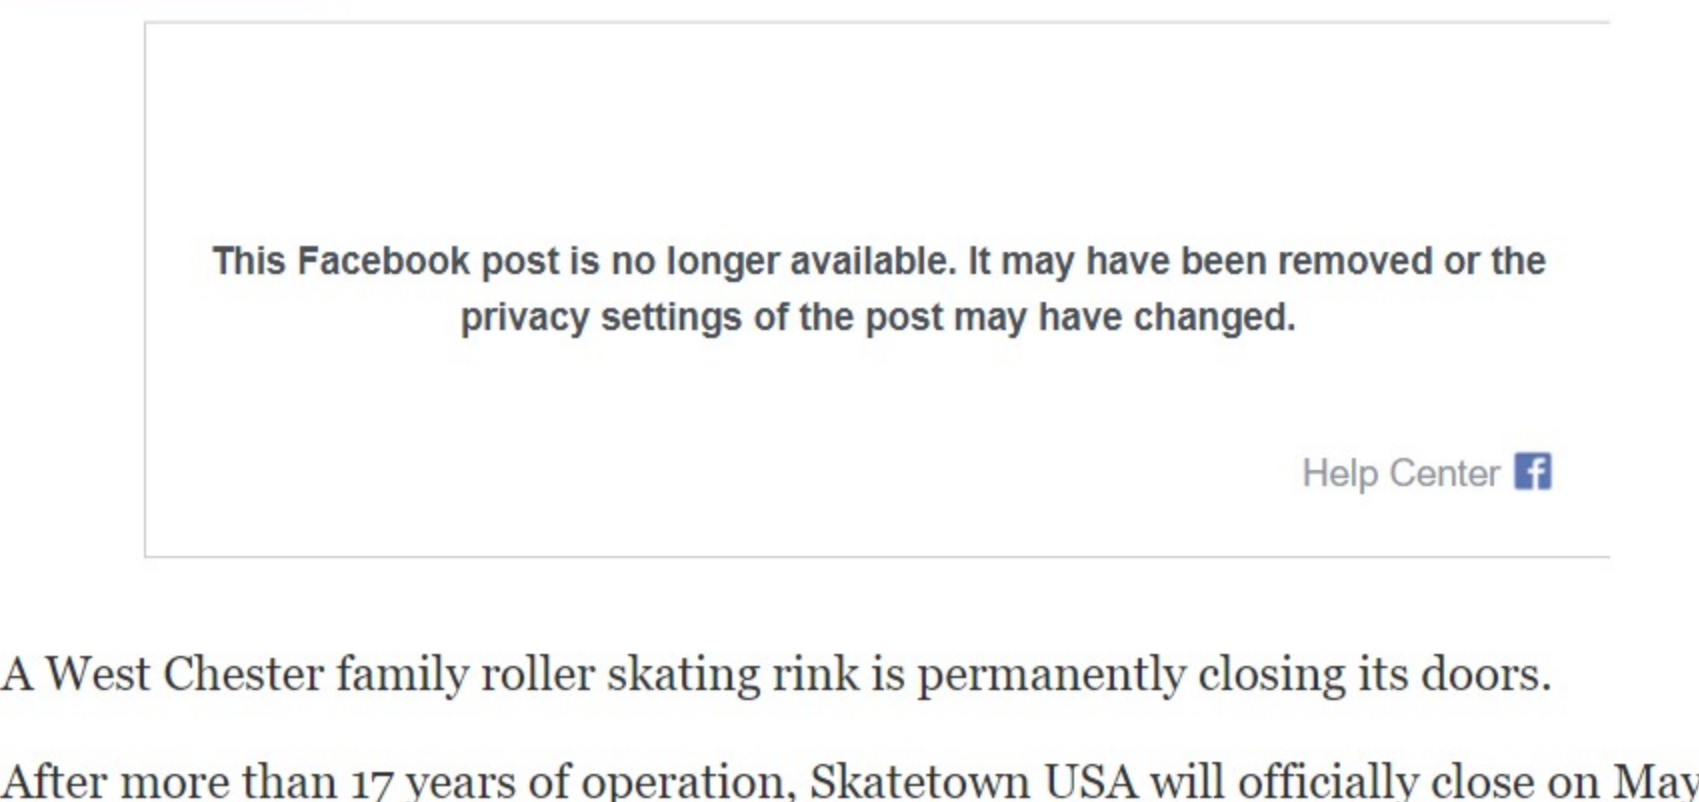 This Facebook post is no longer available. It may have been removed or the
privacy settings of the post may have changed.
Help Center
A West Chester family roller skating rink is permanently closing its doors.
After more than 17 years of operation, Skatetown USA will officially close on May